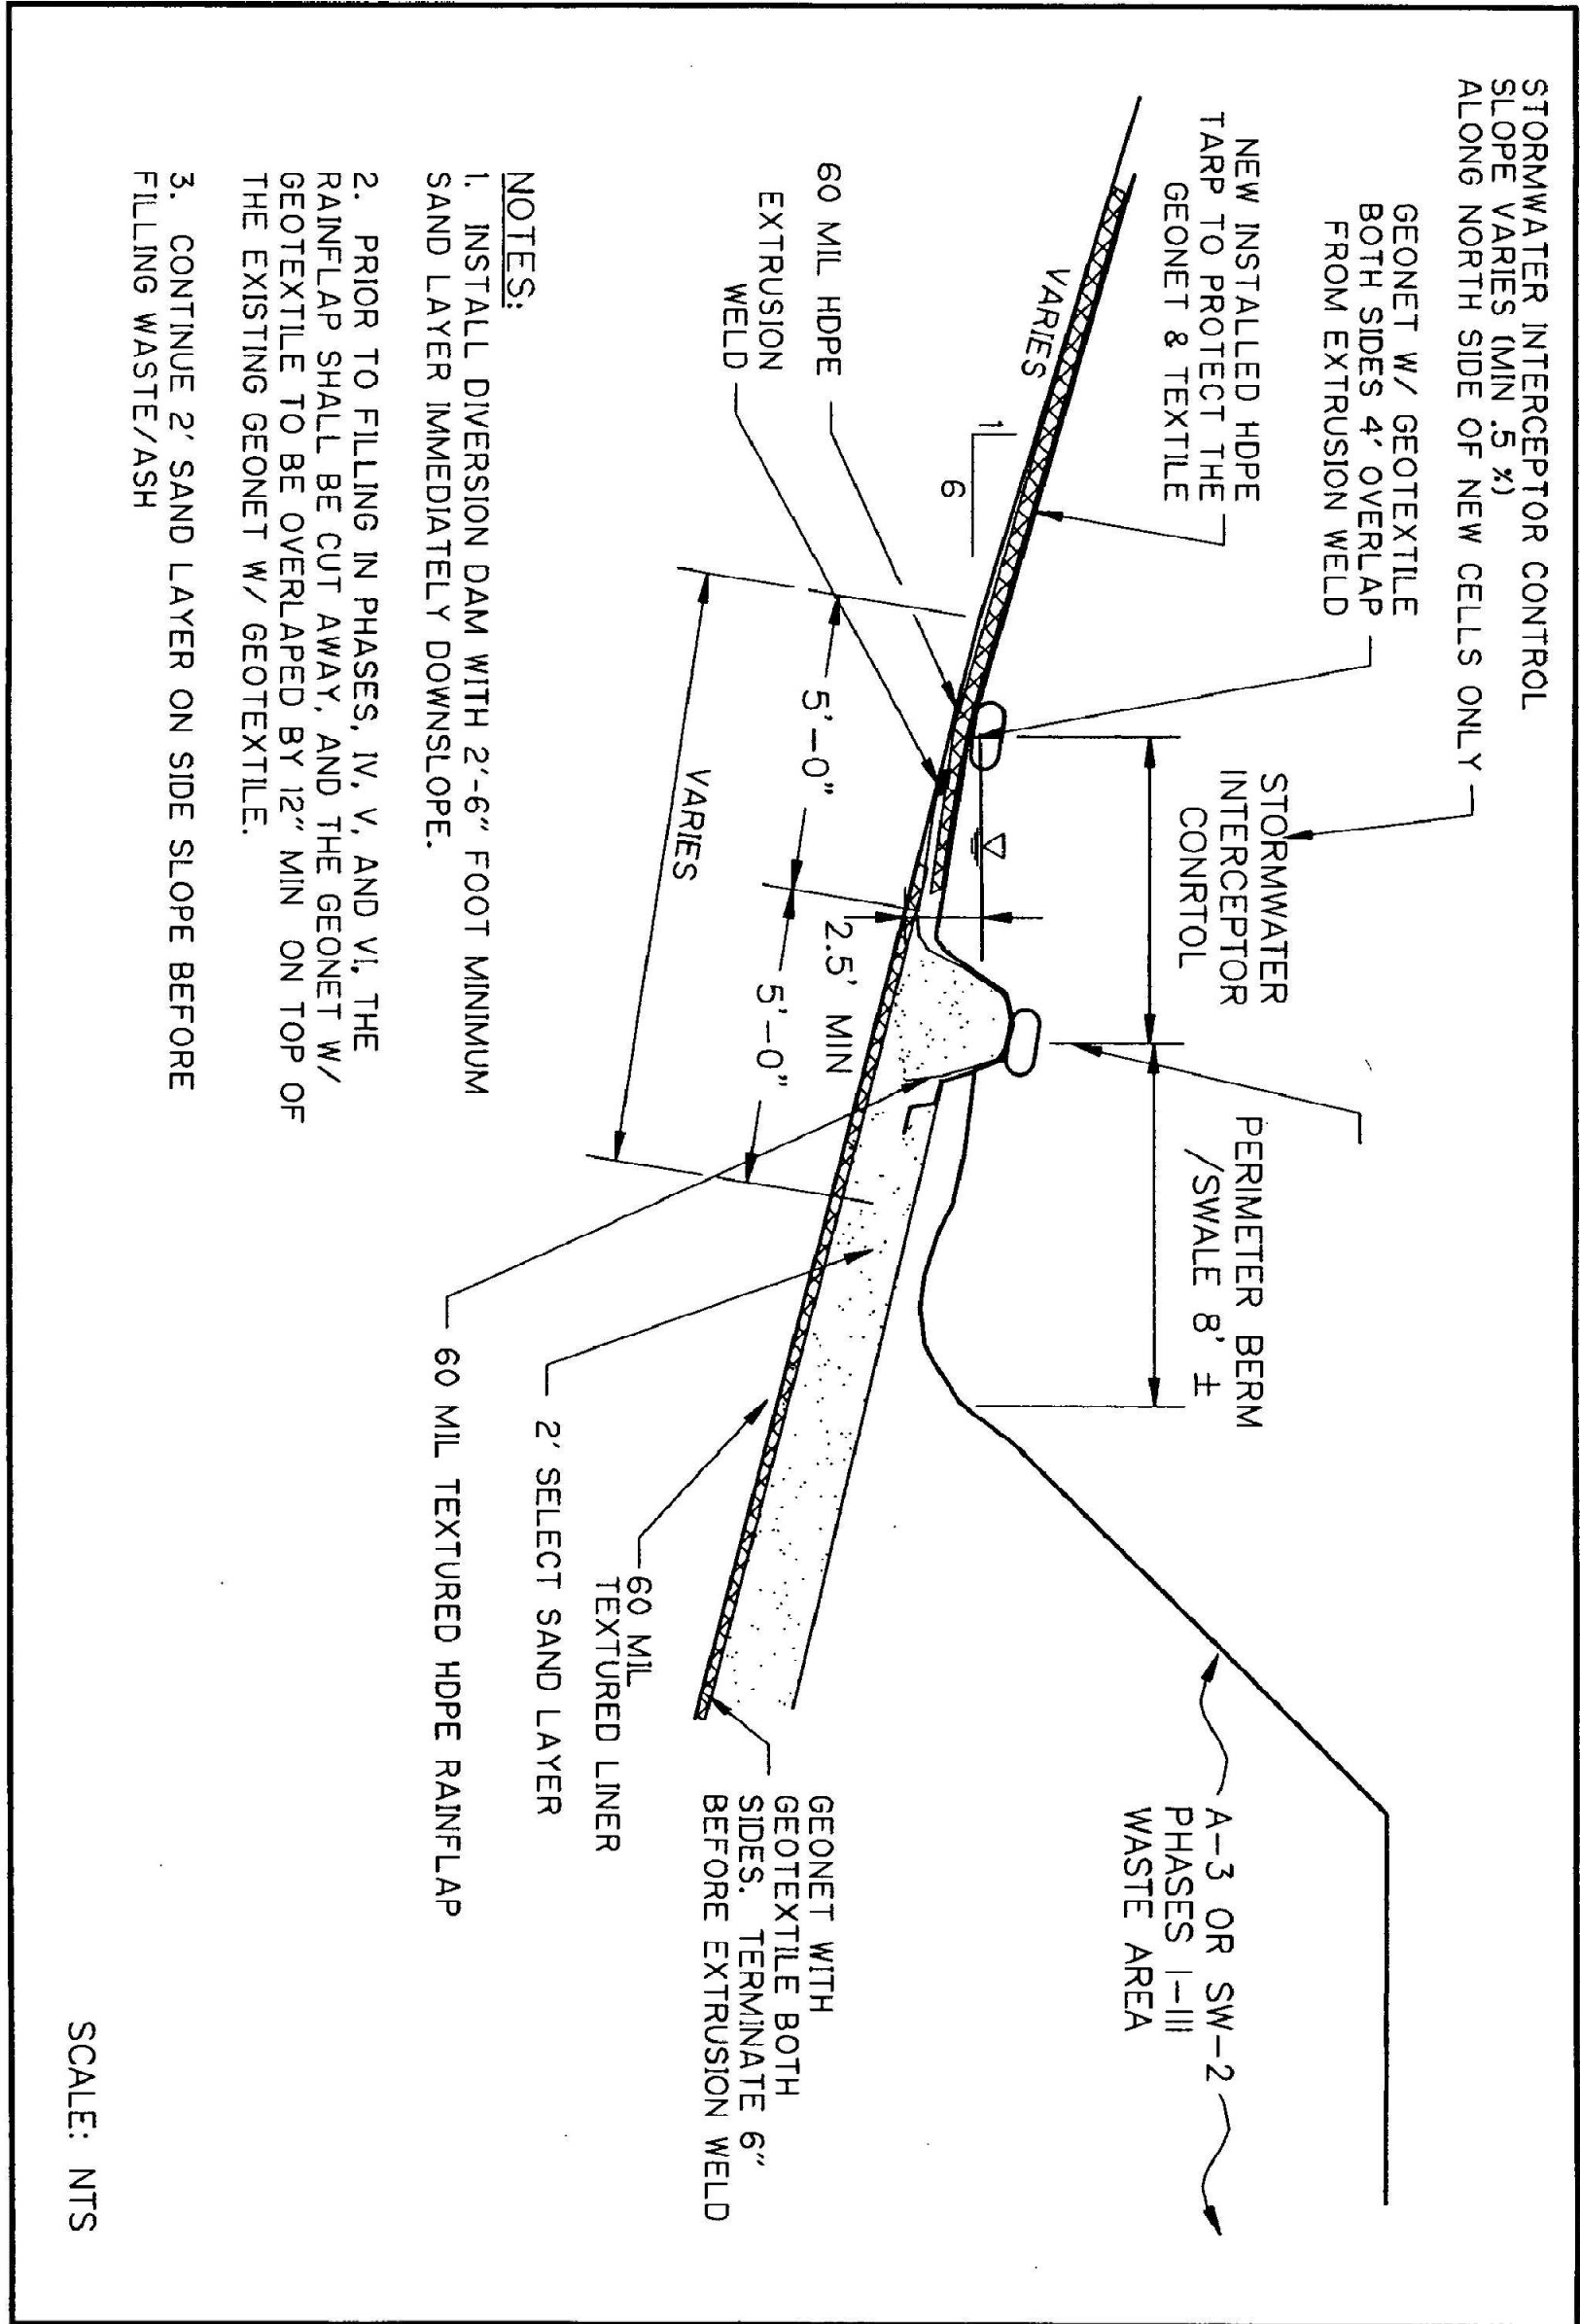 STORMWATER INTERCEPTOR CONTROL
SLOPE VARIES (MIN .5 %)
ALONG NORTH SIDE OF NEW CELLS ONLY
GEONET W/ GEOTEXTILE
BOTH SIDES 4' OVERLAP
FROM EXTRUSION WELD
NEW INSTALLED HDPE
TARP TO PROTECT THE
GEONET & TEXTILE
VARIES
1
6
60 MIL HDPE
EXTRUSION
WELD
STORMWATER
INTERCEPTOR
CONRTOL
PERIMETER BERM
/SWALE 8' ±
A-3 OR SW-2
PHASES I-III
WASTE AREA
2.5' MIN
5'-0"
5'-0"
VARIES
GEONET WITH
GEOTEXTILE BOTH
SIDES. TERMINATE 6"
BEFORE EXTRUSION WELD
60 MIL
TEXTURED LINER
2' SELECT SAND LAYER
60 MIL TEXTURED HDPE RAINFLAP
NOTES:
1. INSTALL DIVERSION DAM WITH 2'-6" FOOT MINIMUM
SAND LAYER IMMEDIATELY DOWNSLOPE.
2. PRIOR TO FILLING IN PHASES, IV, V, AND VI, THE
RAINFLAP SHALL BE CUT AWAY, AND THE GEONET W/
GEOTEXTILE TO BE OVERLAPED BY 12" MIN ON TOP OF
THE EXISTING GEONET W/ GEOTEXTILE.
3. CONTINUE 2' SAND LAYER ON SIDE SLOPE BEFORE
FILLING WASTE/ASH
SCALE: NTS